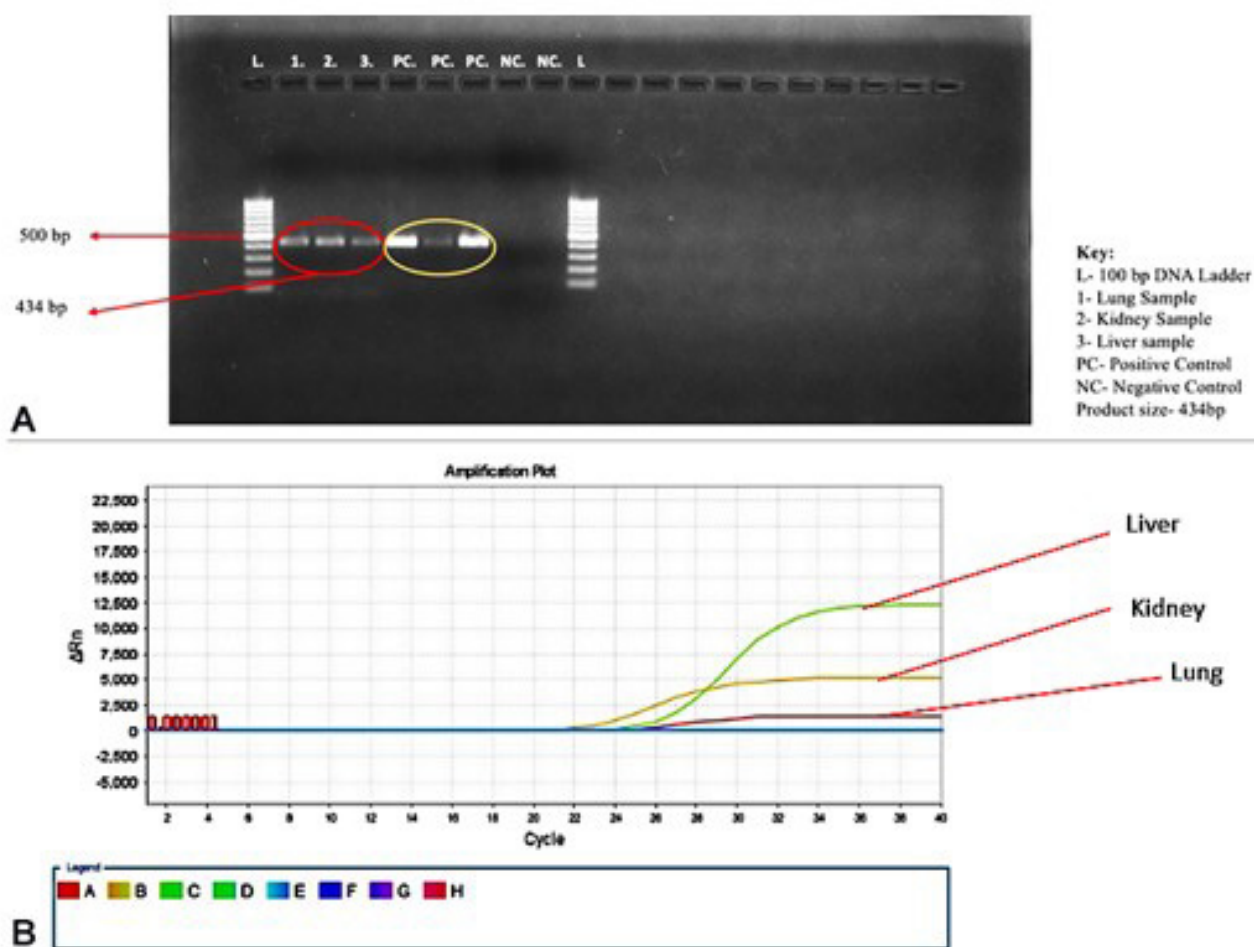 L. 1. 2. 3. PC. PC. PC. NC. NC. L
500 bp
434 bp
Key:
L- 100 bp DNA Ladder
1- Lung Sample
2- Kidney Sample
3- Liver sample
PC- Positive Control
NC- Negative Control
Product size- 434bp
A
Amplification Plot
22,500
20,000
17,500
15,000
12,500
10,000
7,500
5,000
2,500
0
-2,500
-5,000
ΔRn
2 4 6 8 10 12 14 16 18 20 22 24 26 28 30 32 34 36 38 40
Cycle
Liver
Kidney
Lung
Legend
A B C D E F G H
B